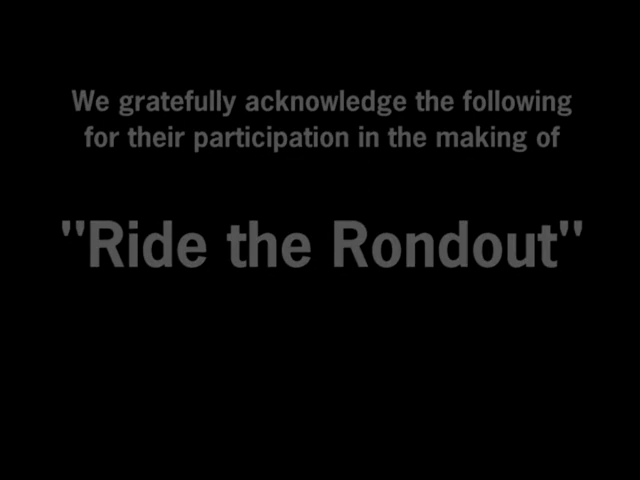 We gratefully acknowledge the following
for their participation in the making of
"Ride the Rondout"